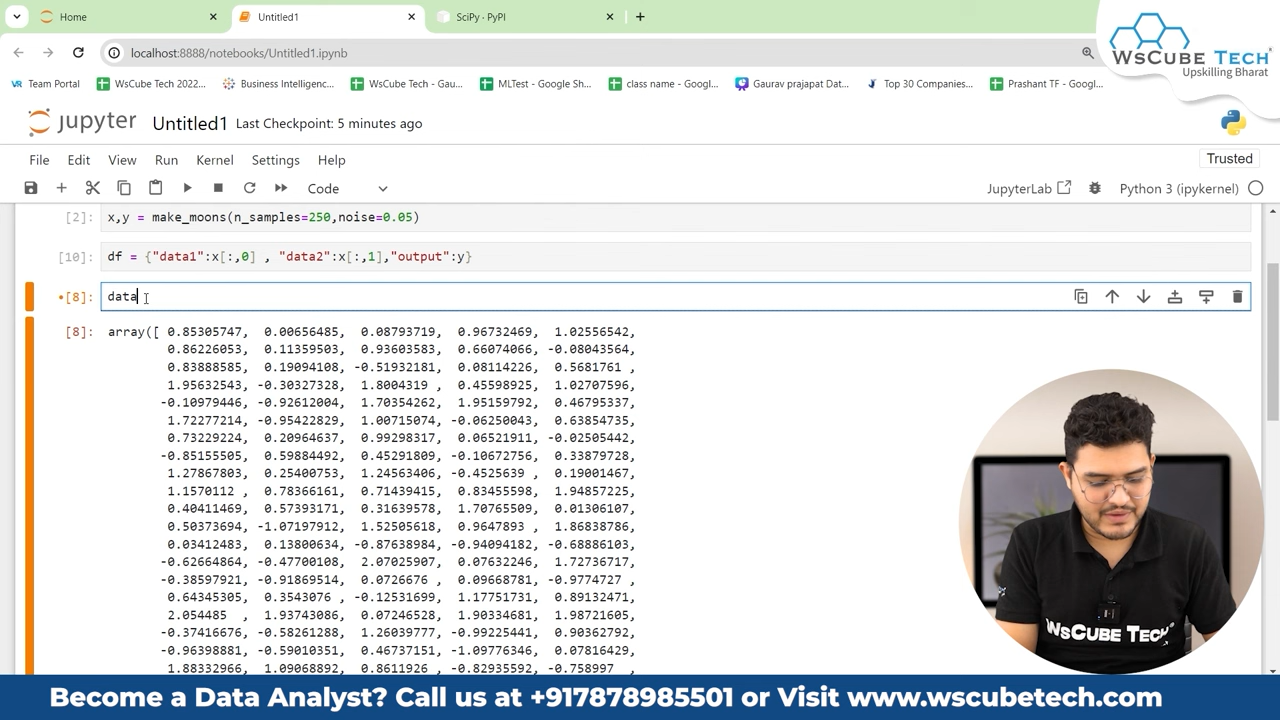 Home
Untitled1
SciPy · PyPI
localhost:8888/notebooks/Untitled1.ipynb
WsCube Tech
Upskilling Bharat
Team Portal
WsCube Tech 2022...
Business Intelligenc...
WsCube Tech - Gau...
MLTest - Google Sh...
class name - Googl...
Gaurav prajapat Dat...
Top 30 Companies...
Prashant TF - Googl...
jupyter Untitled1 Last Checkpoint: 5 minutes ago
File Edit View Run Kernel Settings Help
Trusted
Code
JupyterLab
Python 3 (ipykernel)
[2]: x,y = make_moons(n_samples=250,noise=0.05)
[10]: df = {"data1":x[:,0] , "data2":x[:,1],"output":y}
[8]: data
[8]: array([ 0.85305747, 0.00656485, 0.08793719, 0.96732469, 1.02556542,
0.86226053, 0.11359503, 0.93603583, 0.66074066, -0.08043564,
0.83888585, 0.19094108, -0.51932181, 0.08114226, 0.5681761 ,
1.95632543, -0.30327328, 1.8004319 , 0.45598925, 1.02707596,
-0.10979446, -0.92612004, 1.70354262, 1.95159792, 0.46795337,
1.72277214, -0.95422829, 1.00715074, -0.06250043, 0.63854735,
0.73229224, 0.20964637, 0.99298317, 0.06521911, -0.02505442,
-0.85155505, 0.59884492, 0.45291809, -0.10672756, 0.33879728,
1.27867803, 0.25400753, 1.24563406, -0.4525639 , 0.19001467,
1.1570112 , 0.78366161, 0.71439415, 0.83455598, 1.94857225,
0.40411469, 0.57393171, 0.31639578, 1.70765509, 0.01306107,
0.50373694, -1.07197912, 1.52505618, 0.9647893 , 1.86838786,
0.03412483, 0.13800634, -0.87638984, -0.94094182, -0.68886103,
-0.62664864, -0.47700108, 2.07025907, 0.07632246, 1.72736717,
-0.38597921, -0.91869514, 0.0726676 , 0.09668781, -0.9774727 ,
0.64345305, 0.3543076 , -0.12531699, 1.17751731, 0.89132471,
2.054485 , 1.93743086, 0.07246528, 1.90334681, 1.98721605,
-0.37416676, -0.58261288, 1.26039777, -0.99225441, 0.90362792,
-0.96398881, -0.59010351, 0.46737151, -1.09776346, 0.07816429,
1.88332966, 1.09068892, 0.8611926 , -0.82935592, -0.758997 ,
WsCube Tech
Become a Data Analyst? Call us at +917878985501 or Visit www.wscubetech.com